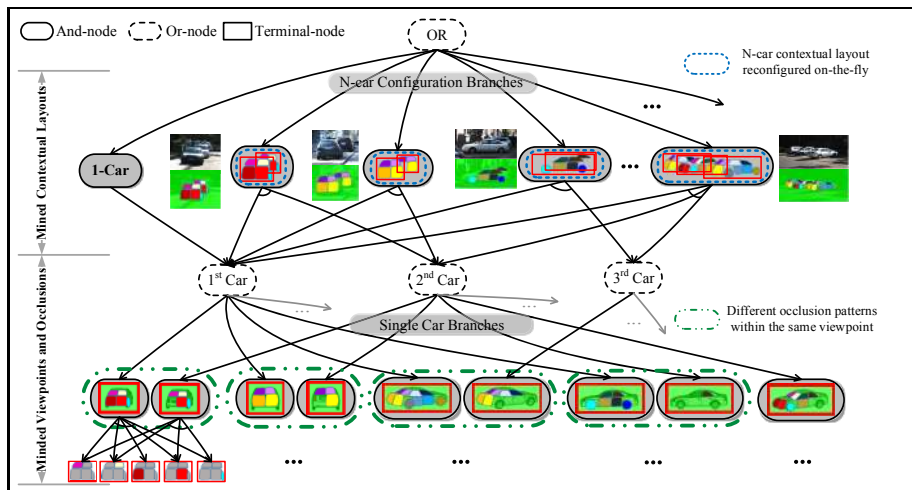 And-node
Or-node
Terminal-node
OR
N-car contextual layout
reconfigured on-the-fly
N-car Configuration Branches
...
Mined Contextual Layouts
1-Car
...
1st Car
2nd Car
3rd Car
...
...
...
Single Car Branches
Different occlusion patterns
within the same viewpoint
Minded Viewpoints and Occlusions
...
...
...
...